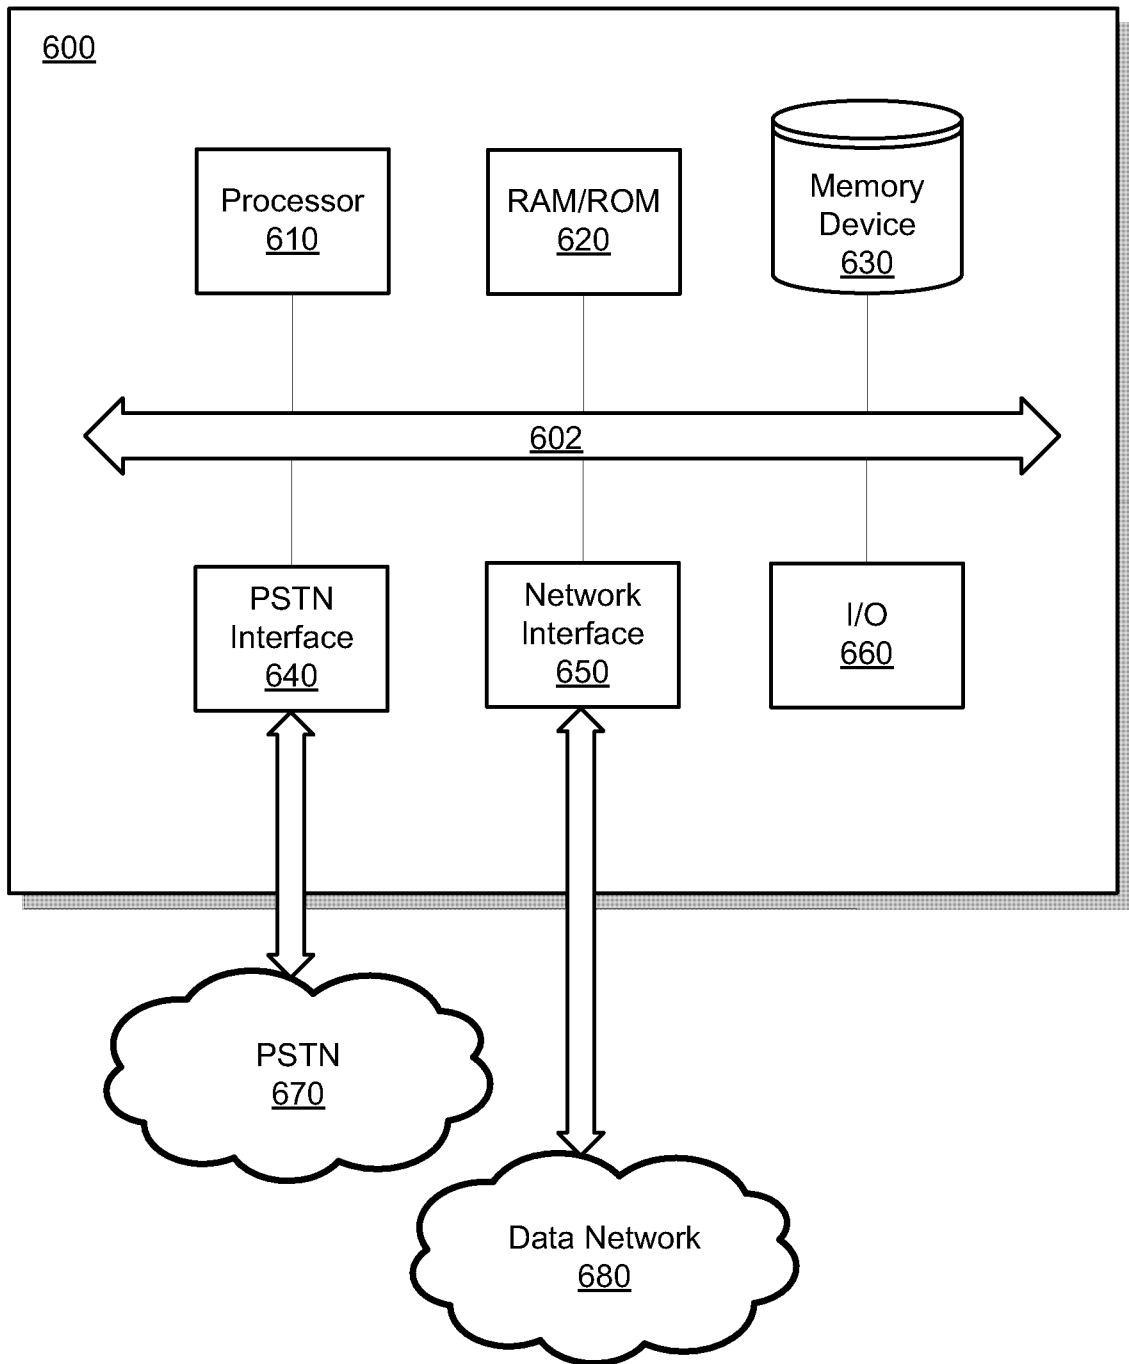 600
Processor
610
RAM/ROM
620
Memory
Device
630
602
PSTN
Interface
640
Network
Interface
650
I/O
660
PSTN
670
Data Network
680